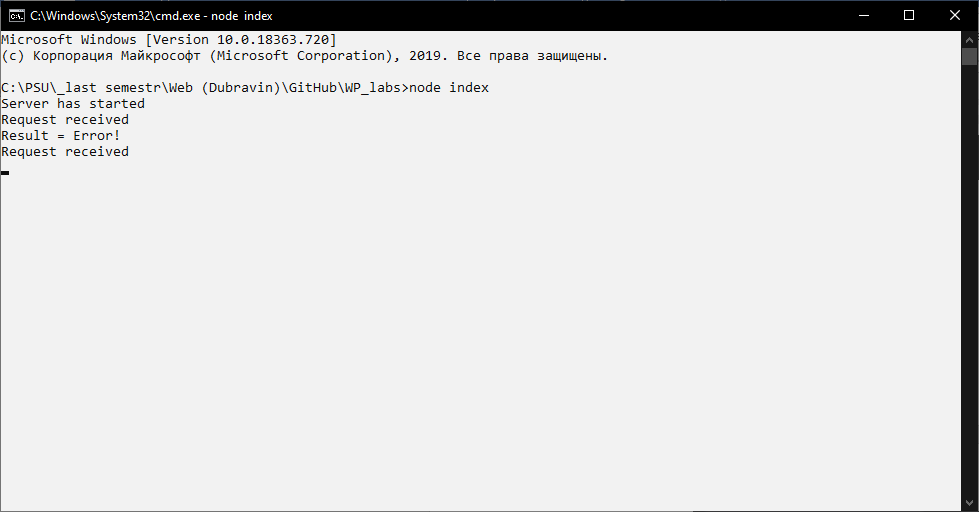 C:\Windows\System32\cmd.exe - node index
Microsoft Windows [Version 10.0.18363.720]
(c) Корпорация Майкрософт (Microsoft Corporation), 2019. Все права защищены.
C:\PSU\_last semestr\Web (Dubravin)\GitHub\WP_labs>node index
Server has started
Request received
Result = Error!
Request received